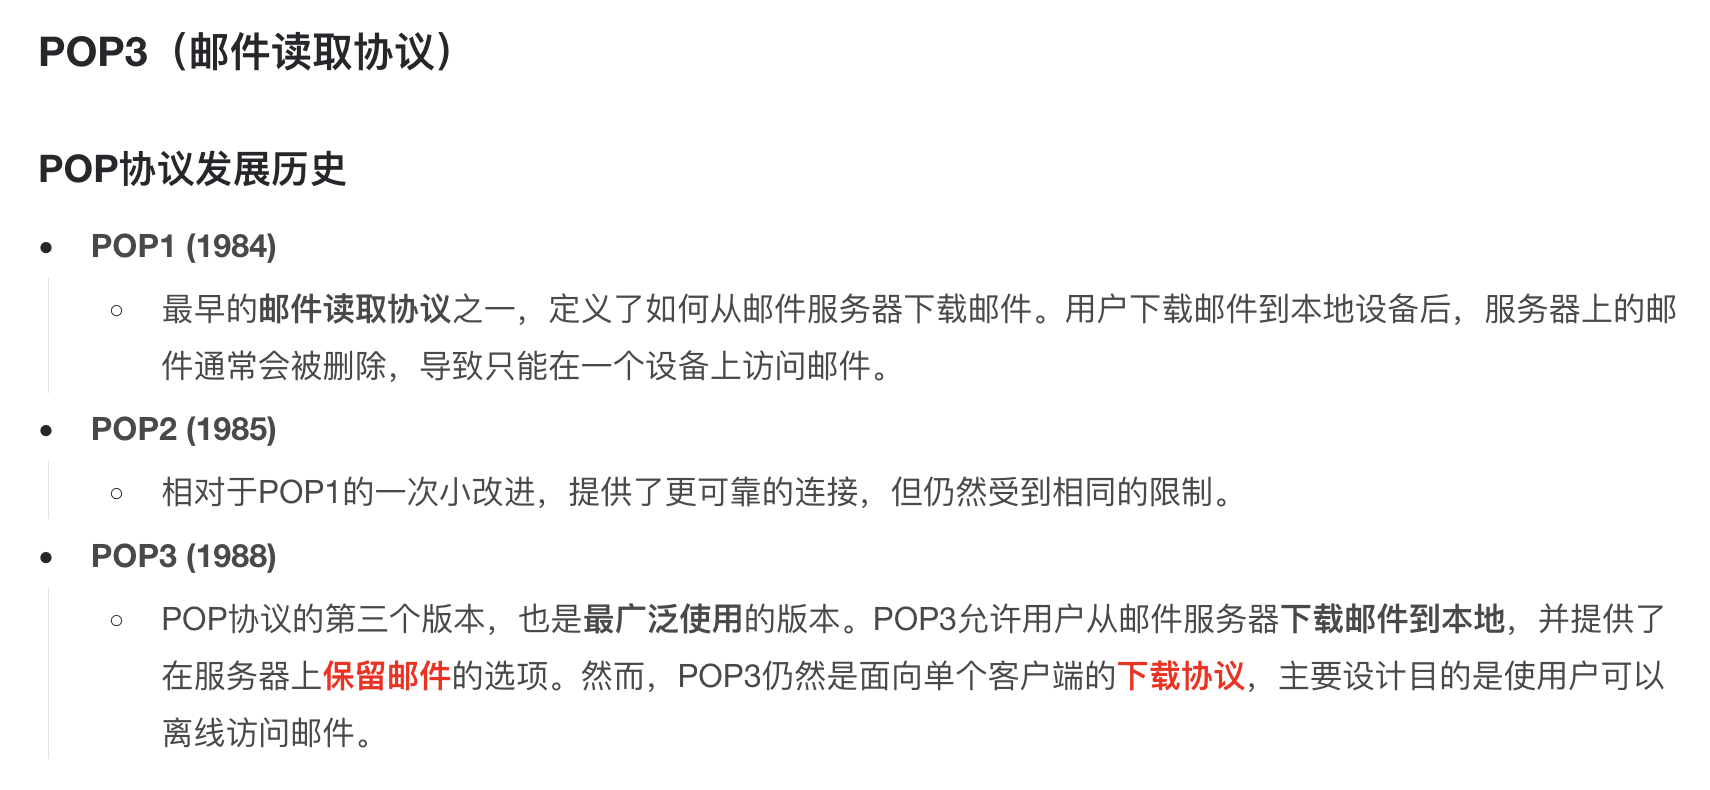 POP3（邮件读取协议）
POP协议发展历史
• POP1 (1984)
○ 最早的邮件读取协议之一，定义了如何从邮件服务器下载邮件。用户下载邮件到本地设备后，服务器上的邮
件通常会被删除，导致只能在一个设备上访问邮件。
• POP2 (1985)
○ 相对于POP1的一次小改进，提供了更可靠的连接，但仍然受到相同的限制。
• POP3 (1988)
○ POP协议的第三个版本，也是最广泛使用的版本。POP3允许用户从邮件服务器下载邮件到本地，并提供了
在服务器上保留邮件的选项。然而，POP3仍然是面向单个客户端的下载协议，主要设计目的是使用户可以
离线访问邮件。